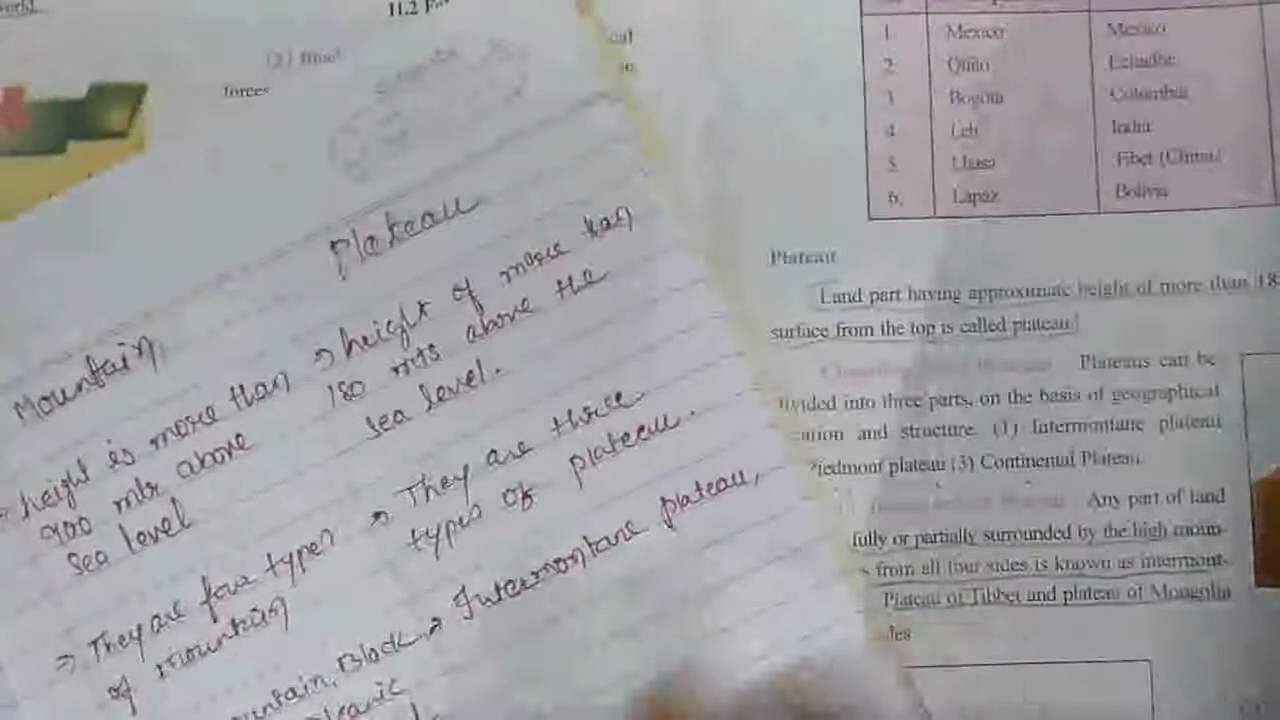 world.
11.2
forces
Plateau
Mountain,
→ height of more than
180 mts above the
sea level.
→ height is more than
900 mtr above
sea level
→ They are three
types of plateau.
→ They are four types
of mountain
→ Intermontane plateau,
Block
1. Mexico Mexico
2. Quito Ecuador
3. Bogota Colombia
4. Leh India
5. Lhasa Tibet (China)
6. Lapaz Bolivia
Plateau
Land part having approximate height of more than 18
surface from the top is called plateau.
Plateaus can be
divided into three parts, on the basis of geographical
and structure. (1) Intermontane plateau
Piedmont plateau (3) Continental Plateau.
Any part of land
fully or partially surrounded by the high moun-
from all four sides is known as intermont-
Plateau of Tibbet and plateau of Mongolia